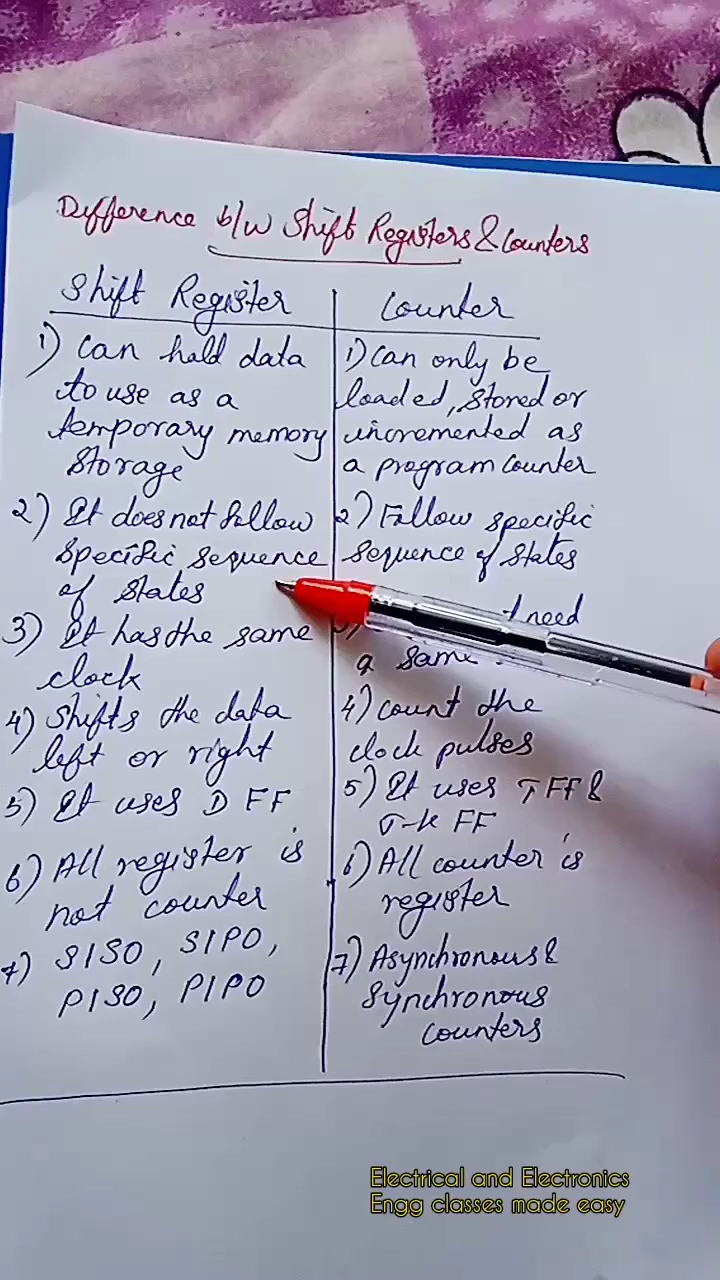 Difference b/w Shift Registers & Counters
Shift Register
1) Can hold data
to use as a
temporary memory
storage
2) It does not follow
specific sequence
of states
3) It has the same
clock
4) Shifts the data
left or right
5) It uses D FF
6) All register is
not counter
7) SISO, SIPO,
PISO, PIPO
Counter
1) Can only be
loaded, stored or
incremented as
a program counter
2) Follow specific
sequence of states
need
a same
4) Count the
clock pulses
5) It uses T FF &
J-K FF
6) All counter is
register
7) Asynchronous &
Synchronous
counters
Electrical and Electronics
Engg classes made easy